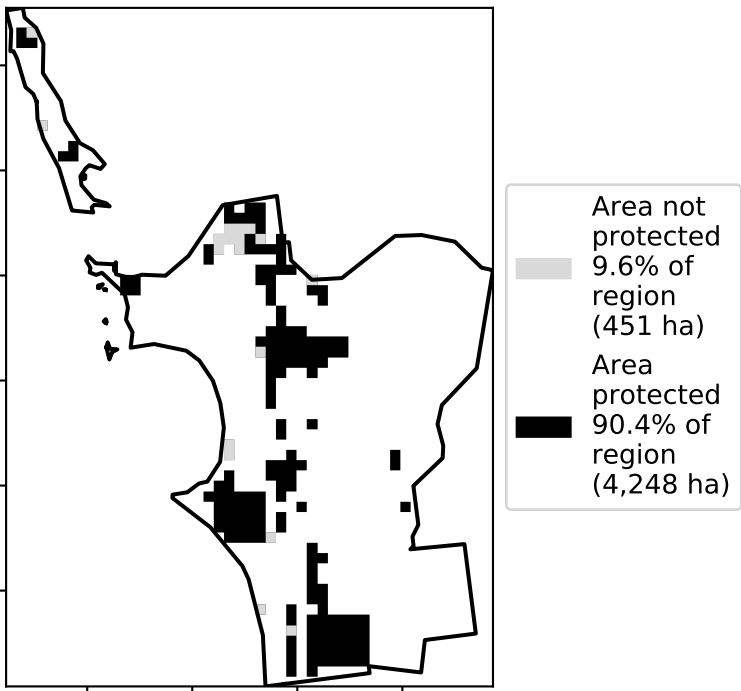 Area not
protected
9.6% of
region
(451 ha)
Area
protected
90.4% of
region
(4,248 ha)